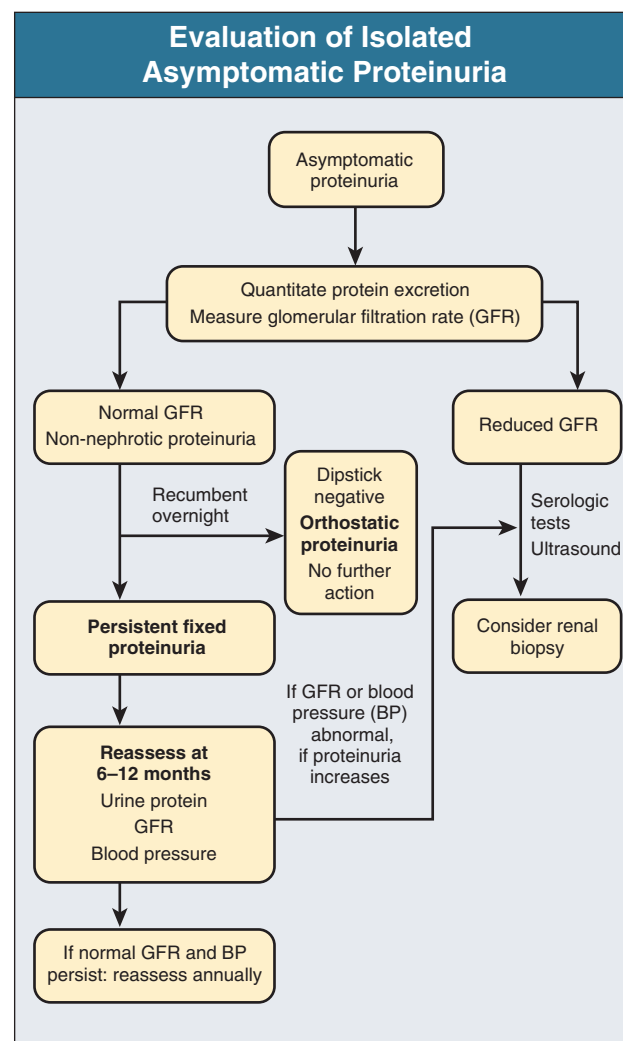 Evaluation of Isolated
Asymptomatic Proteinuria
Asymptomatic
proteinuria
Quantitate protein excretion
Measure glomerular filtration rate (GFR)
Normal GFR
Non-nephrotic proteinuria
Reduced GFR
Recumbent
overnight
Dipstick
negative
Orthostatic
proteinuria
No further
action
Serologic
tests
Ultrasound
Persistent fixed
proteinuria
Consider renal
biopsy
If GFR or blood
pressure (BP)
abnormal,
if proteinuria
increases
Reassess at
6–12 months
Urine protein
GFR
Blood pressure
If normal GFR and BP
persist: reassess annually